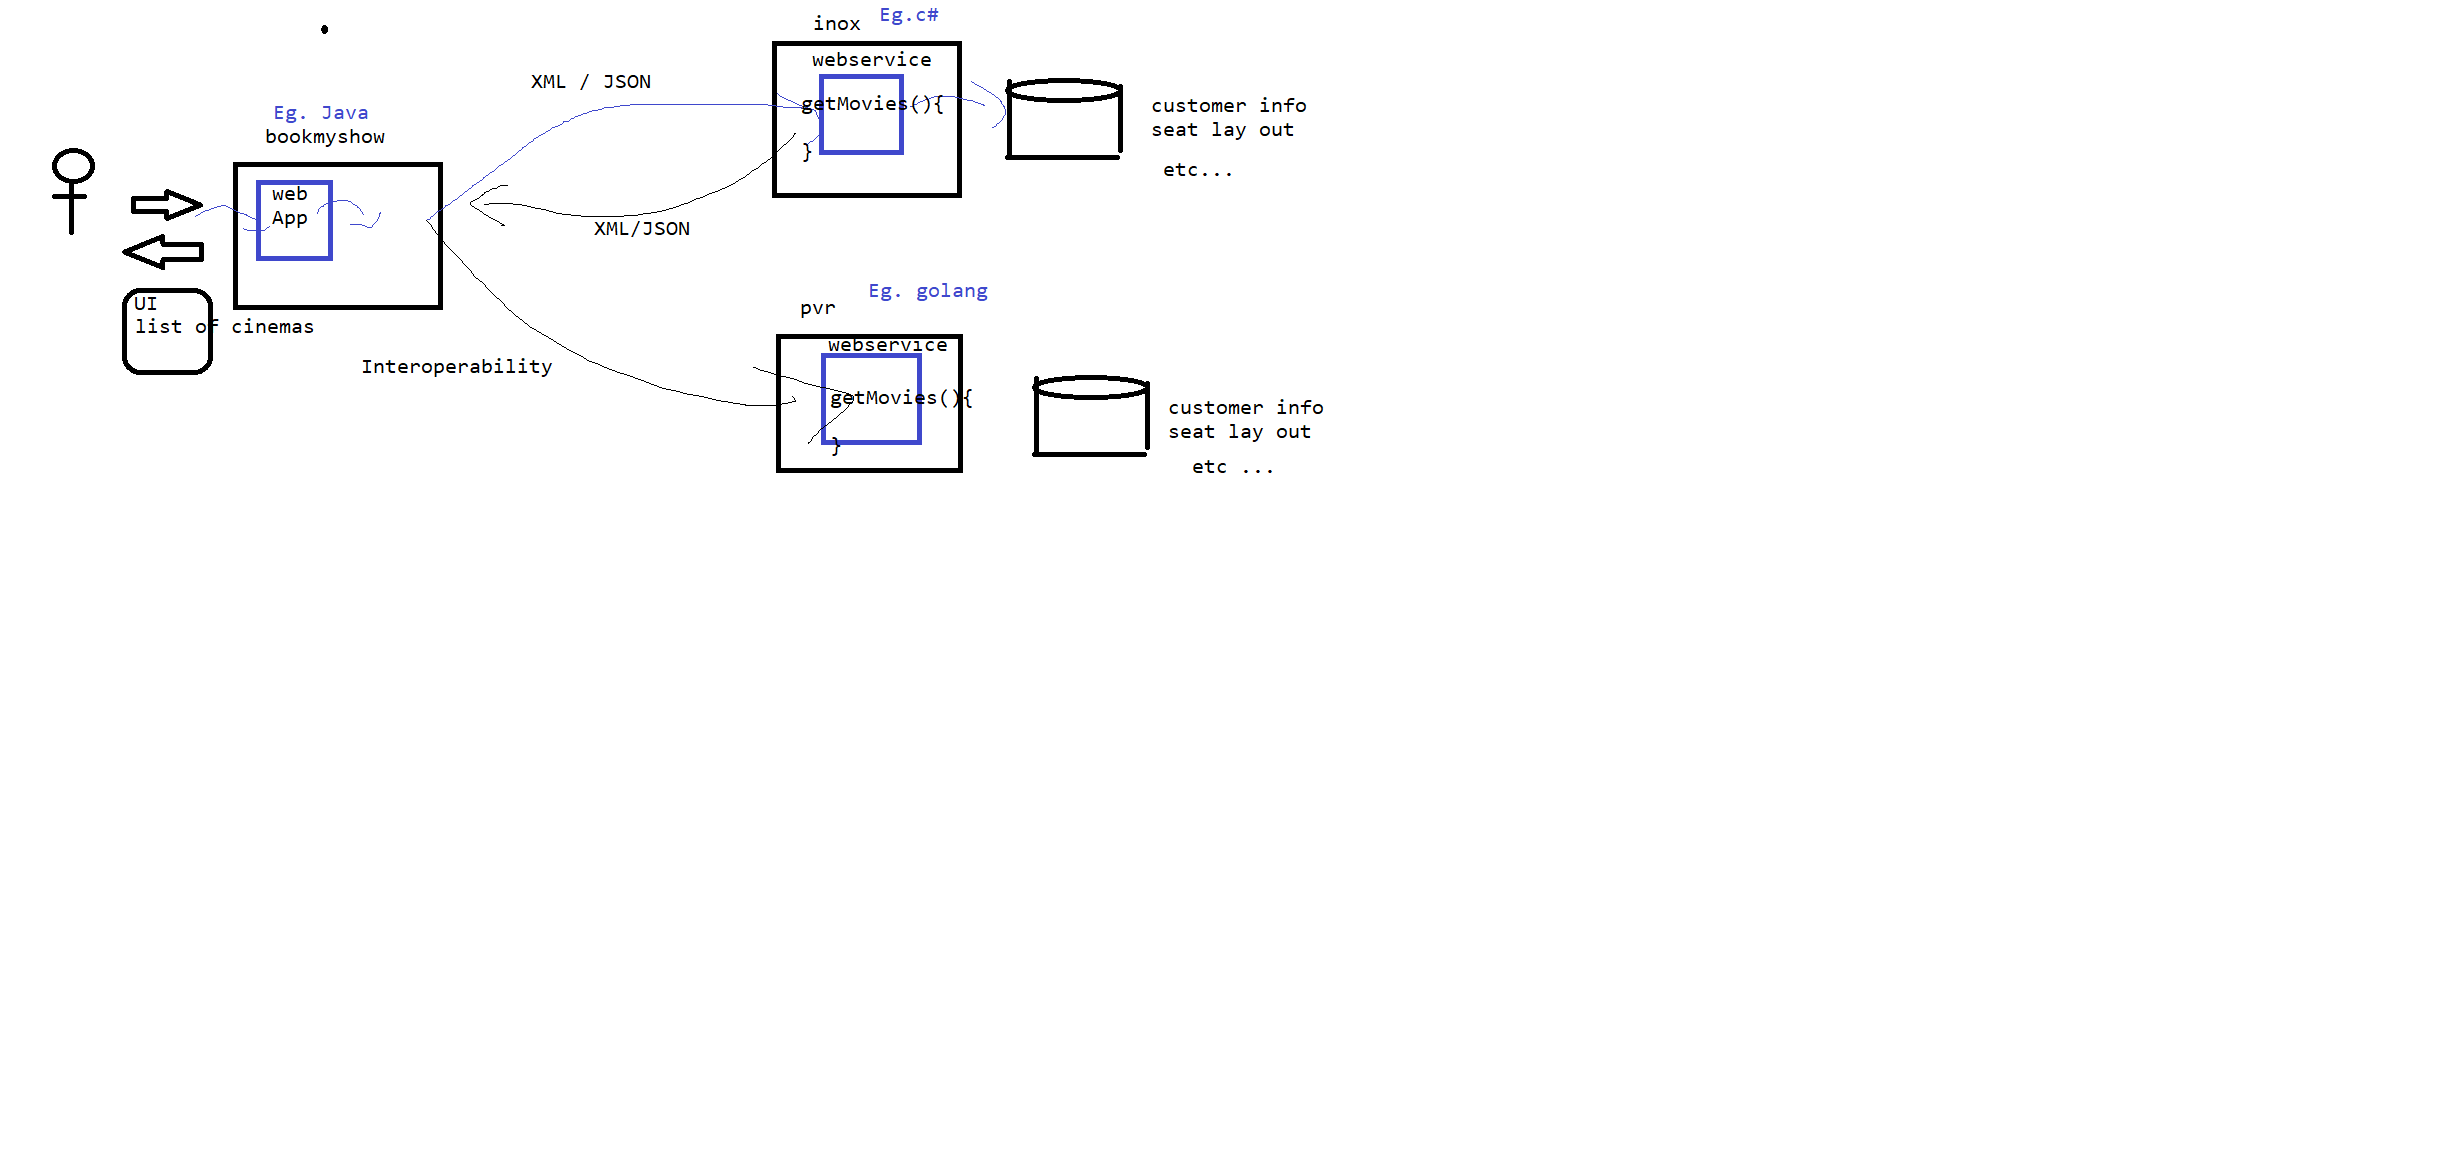 inox Eg.c#
webservice
XML / JSON
getMovies(){
}
customer info
seat lay out
etc...
Eg. Java
bookmyshow
web
App
XML/JSON
UI
list of cinemas
Interoperability
Eg. golang
pvr
webservice
getMovies(){
}
customer info
seat lay out
etc ...